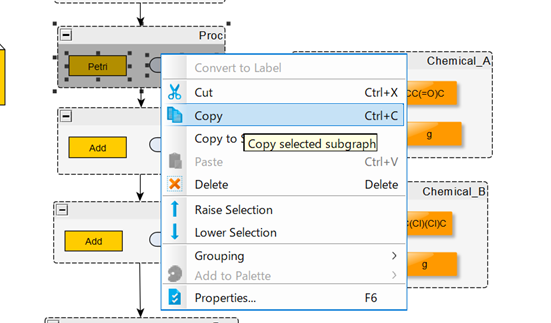 Proc
Petri
Convert to Label
Chemical_A
Cut Ctrl+X
CC(=O)C
Copy Ctrl+C
Add
Copy to
Copy selected subgraph
g
Paste Ctrl+V
Delete Delete
Chemical_B
Raise Selection
Add
Lower Selection
(Cl)(Cl)C
Grouping
g
Add to Palette
Properties... F6